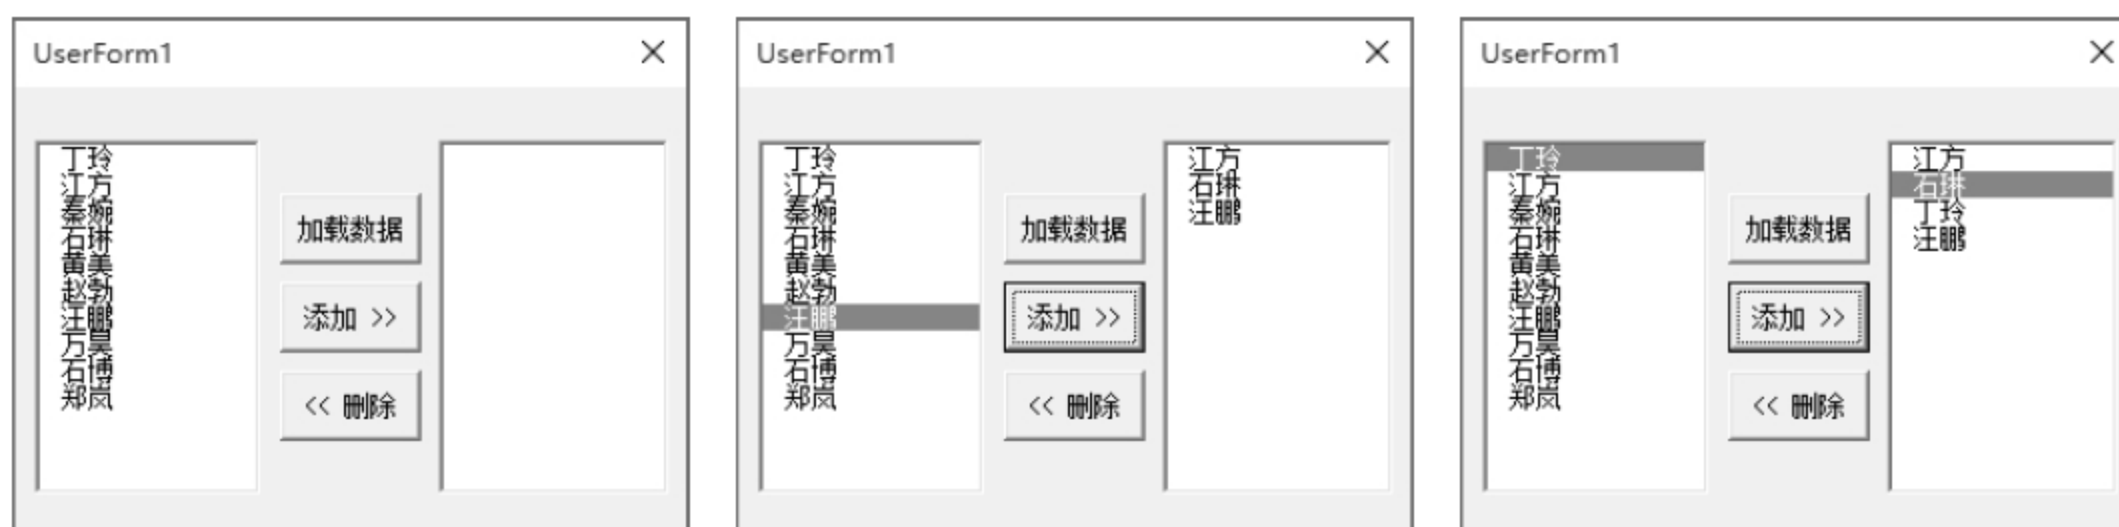 UserForm1
丁玲
江方
秦婉
石琳
黄美
赵勃
汪鹏
万昊
石博
郑岚
加载数据
添加 >>
<< 删除
UserForm1
丁玲
江方
秦婉
石琳
黄美
赵勃
汪鹏
万昊
石博
郑岚
加载数据
添加 >>
<< 删除
江方
石琳
汪鹏
UserForm1
丁玲
江方
秦婉
石琳
黄美
赵勃
汪鹏
万昊
石博
郑岚
加载数据
添加 >>
<< 删除
江方
石琳
丁玲
汪鹏